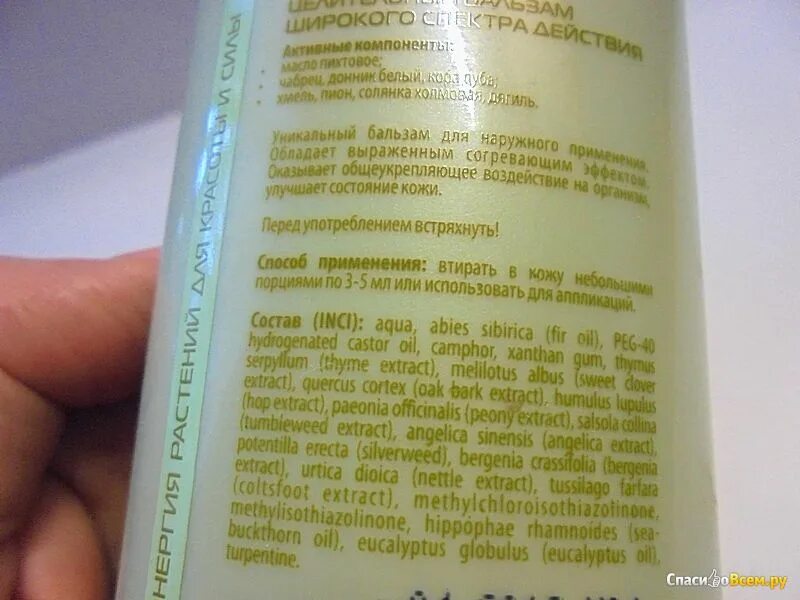 ЦЕЛИТЕЛЬНЫЙ БАЛЬЗАМ
ШИРОКОГО СПЕКТРА ДЕЙСТВИЯ
Активные компоненты:
масло пихтовое;
чабрец, донник белый, кора дуба;
хмель, пион, солянка холмовая, дягиль.
Уникальный бальзам для наружного применения.
Обладает выраженным согревающим эффектом.
Оказывает общеукрепляющее воздействие на организм,
улучшает состояние кожи.
Перед употреблением встряхнуть!
Способ применения: втирать в кожу небольшими
порциями по 3-5 мл или использовать для аппликаций.
Состав (INCI): aqua, abies sibirica (fir oil), PEG-40
hydrogenated castor oil, camphor, xanthan gum, thymus
serpyllum (thyme extract), melilotus albus (sweet clover
extract), quercus cortex (oak bark extract), humulus lupulus
(hop extract), paeonia officinalis (peony extract), salsola collina
(tumbleweed extract), angelica sinensis (angelica extract),
potentilla erecta (silverweed), bergenia crassifolia (bergenia
extract), urtica dioica (nettle extract), tussilago farfara
(coltsfoot extract), methylchloroisothiazolinone,
methylisothiazolinone, hippophae rhamnoides (sea-
buckthorn oil), eucalyptus globulus (eucalyptus oil),
turpentine.
НЕРГИЯ РАСТЕНИЙ ДЛЯ КРАСОТЫ И СИЛЫ
СпасибоВсем.ру